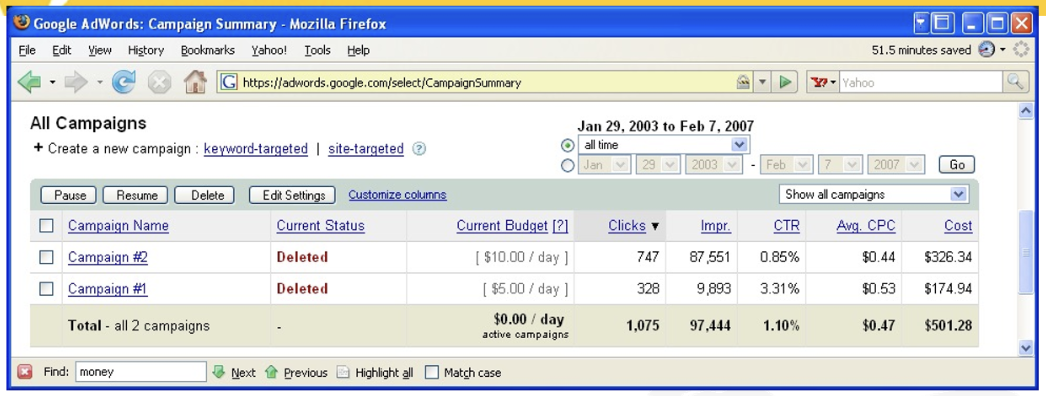 Google AdWords: Campaign Summary - Mozilla Firefox
File Edit View History Bookmarks Yahoo! Tools Help 51.5 minutes saved
G https://adwords.google.com/select/CampaignSummary Y! Yahoo
All Campaigns
Jan 29, 2003 to Feb 7, 2007
+ Create a new campaign : keyword-targeted | site-targeted ? all time
Jan 29 2003 - Feb 7 2007 Go
Pause Resume Delete Edit Settings Customize columns Show all campaigns
Campaign Name Current Status Current Budget [?] Clicks ▼ Impr. CTR Avg. CPC Cost
Campaign #2 Deleted [ $10.00 / day ] 747 87,551 0.85% $0.44 $326.34
Campaign #1 Deleted [ $5.00 / day ] 328 9,893 3.31% $0.53 $174.94
Total - all 2 campaigns - $0.00 / day 1,075 97,444 1.10% $0.47 $501.28
active campaigns
Find: money Next Previous Highlight all Match case